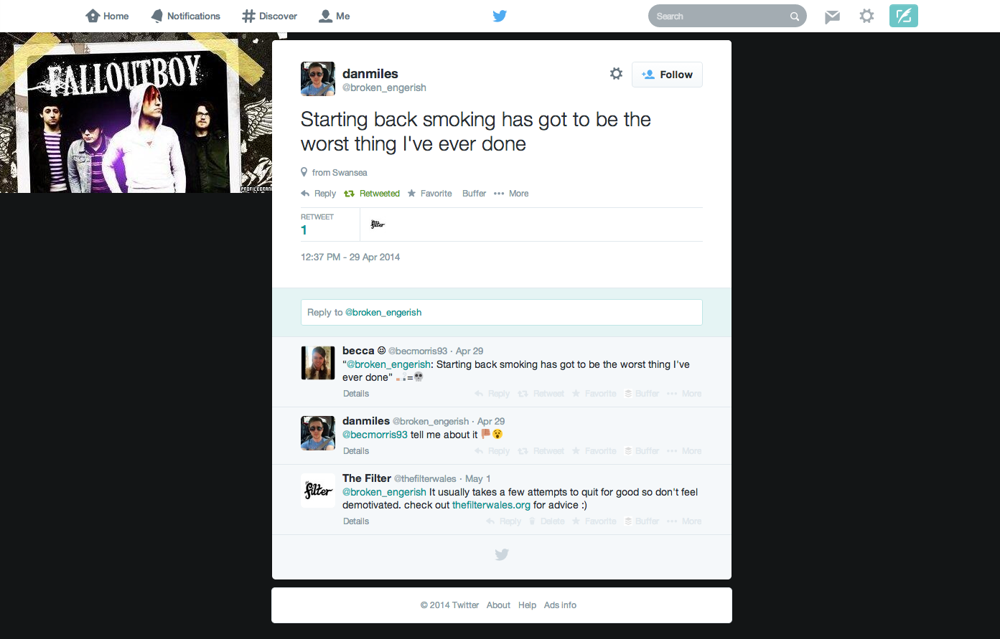 Home Notifications Discover Me Search
FALLOUTBOY
PROFILEBRAN
danmiles
@broken_engerish
Follow
Starting back smoking has got to be the
worst thing I've ever done
from Swansea
Reply Retweeted Favorite Buffer More
RETWEET
1
filter
12:37 PM - 29 Apr 2014
Reply to @broken_engerish
becca @becmorris93 · Apr 29
“@broken_engerish: Starting back smoking has got to be the worst thing I've
ever done” 🚬=💀
Details Reply Retweet Favorite Buffer More
danmiles @broken_engerish · Apr 29
@becmorris93 tell me about it 👎😵
Details Reply Retweet Favorite Buffer More
filter
The Filter @thefilterwales · May 1
@broken_engerish It usually takes a few attempts to quit for good so don't feel
demotivated. check out thefilterwales.org for advice :)
Details Reply Delete Favorite Buffer More
© 2014 Twitter About Help Ads info